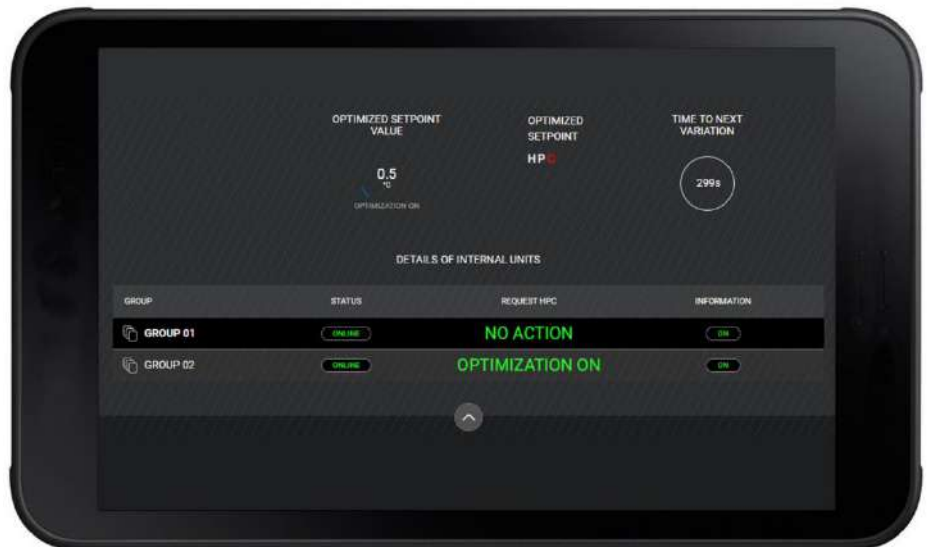 OPTIMIZED SETPOINT
VALUE
0.5
°C
OPTIMIZATION ON
OPTIMIZED
SETPOINT
HPC
TIME TO NEXT
VARIATION
299s
DETAILS OF INTERNAL UNITS
GROUP STATUS REQUEST HPC INFORMATION
GROUP 01 ONLINE NO ACTION ON
GROUP 02 ONLINE OPTIMIZATION ON ON